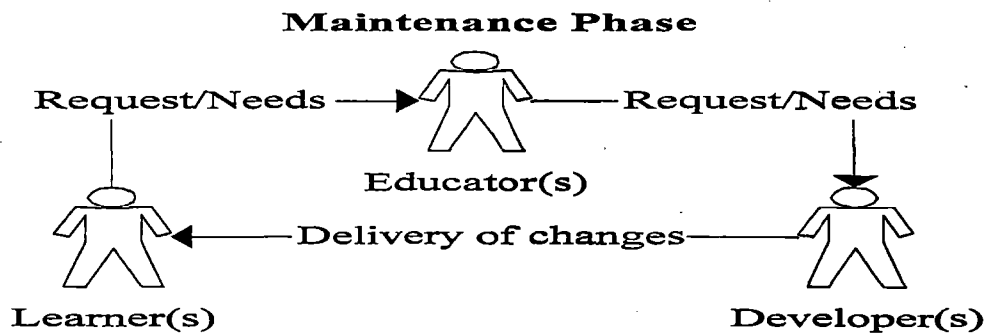 Maintenance Phase
Request/Needs
Request/Needs
Educator(s)
Delivery of changes
Learner(s)
Developer(s)